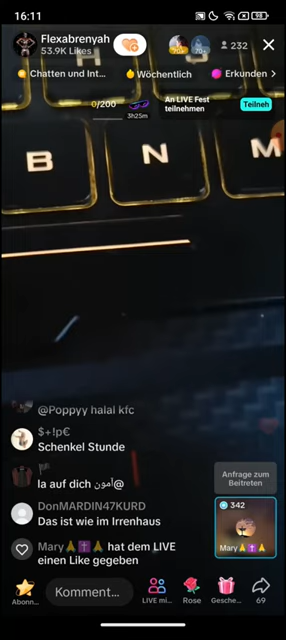 16:11
98
Flexabrenyah
53.9K Likes
232
Chatten und Int...
Wöchentlich
Erkunden >
0/200
3h25m
An LIVE Fest
teilnehmen
Teilneh
B
N
M
@Poppyy halal kfc
$+!p€
Schenkel Stunde
la auf dich آمون@
DonMARDIN47KURD
Das ist wie im Irrenhaus
Mary🙏✝️🙏 hat dem LIVE
einen Like gegeben
Anfrage zum
Beitreten
342
Mary🙏✝️🙏
Abonn...
Komment...
LIVE mi...
Rose
Gesche...
69